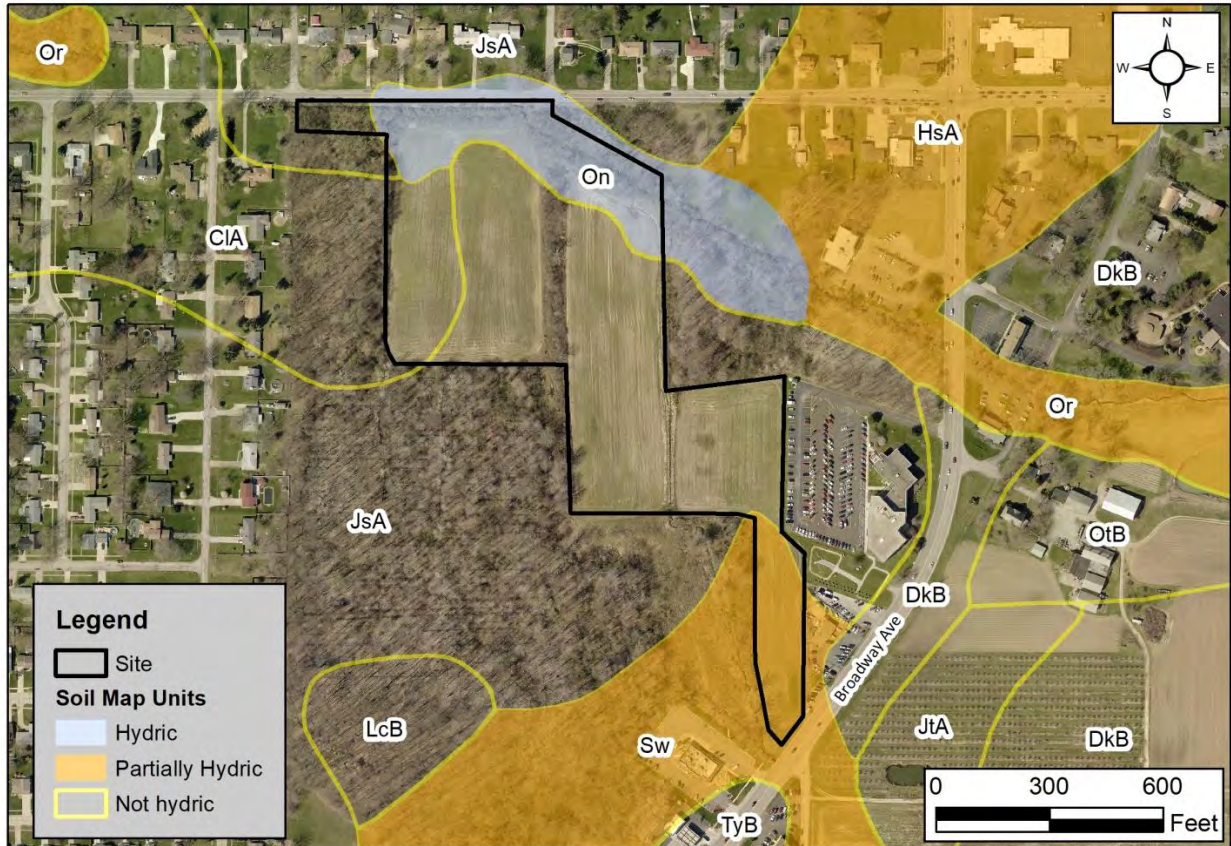 Or
JsA
N
W E
S
HsA
On
ClA
DkB
Or
JsA
OtB
DkB
Broadway Ave
LcB
JtA
DkB
Sw
TyB
Legend
Site
Soil Map Units
Hydric
Partially Hydric
Not hydric
0 300 600
Feet